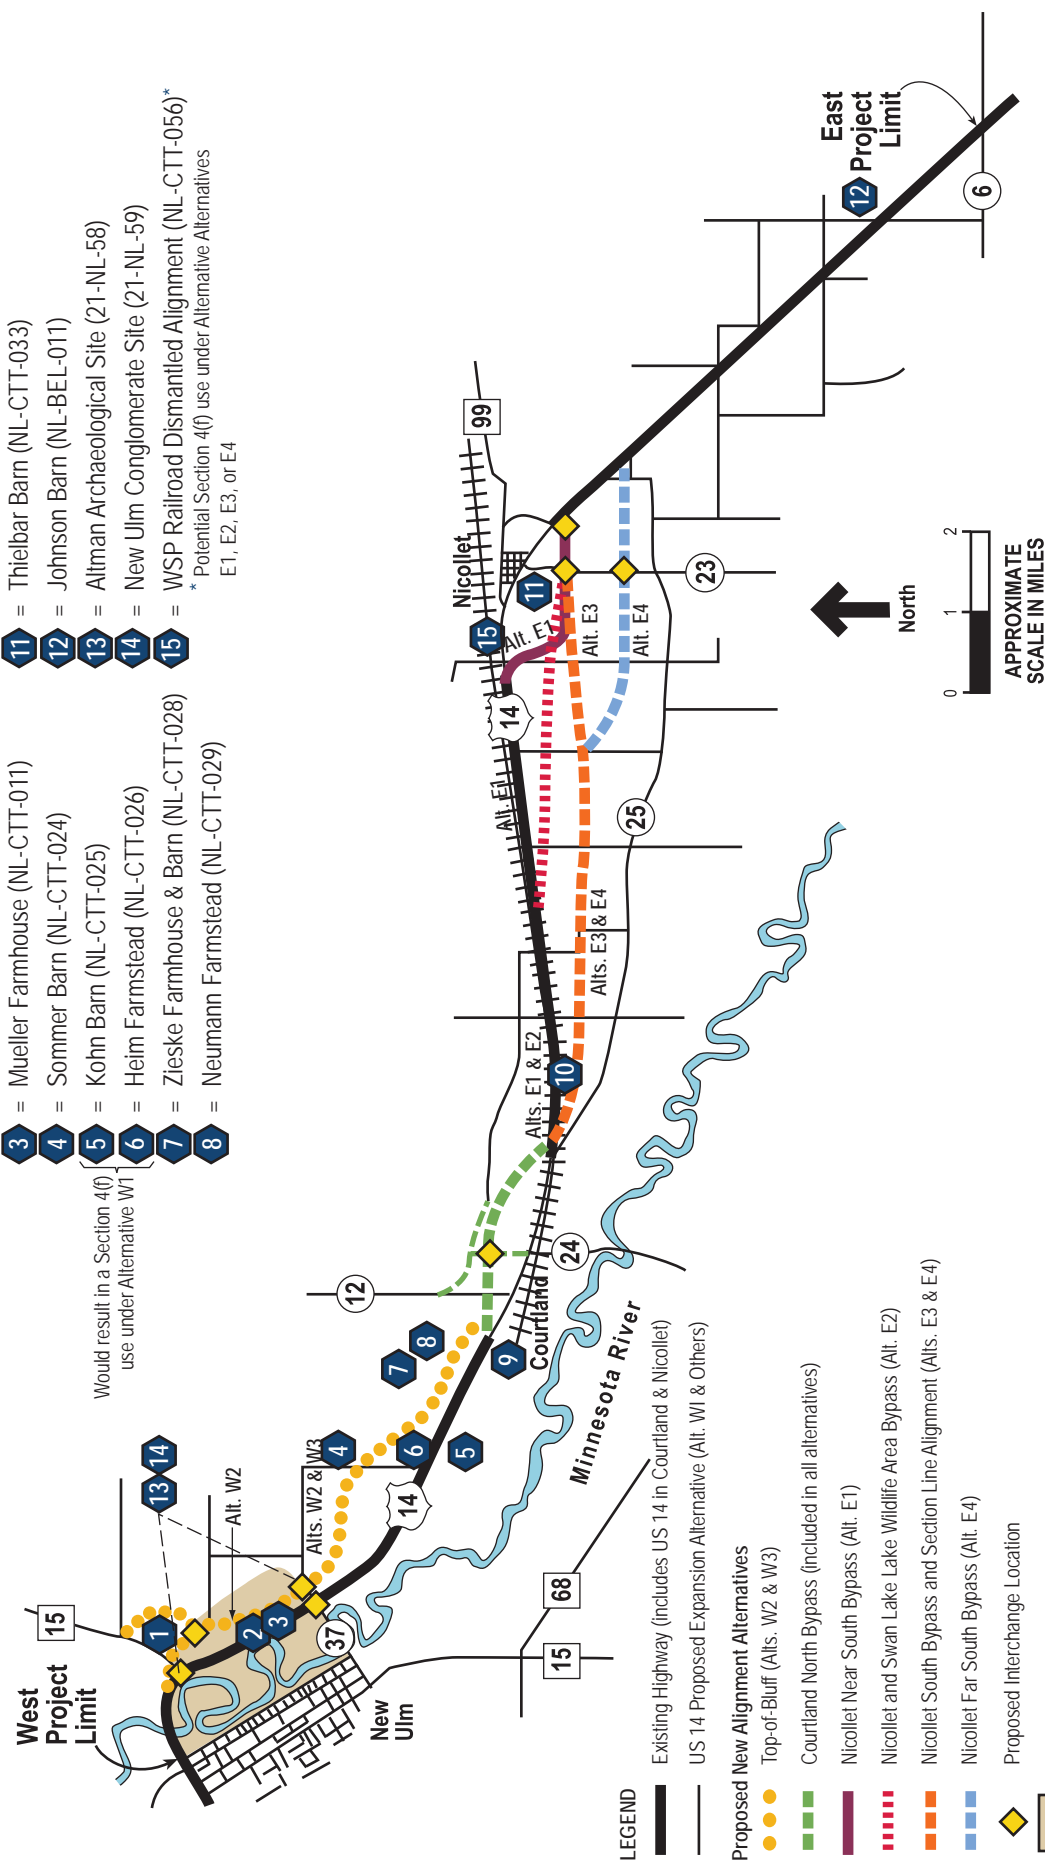 3 = Mueller Farmhouse (NL-CTT-011)
4 = Sommer Barn (NL-CTT-024)
5 = Kohn Barn (NL-CTT-025)
6 = Heim Farmstead (NL-CTT-026)
Would result in a Section 4(f)
use under Alternative W1
7 = Zieske Farmhouse & Barn (NL-CTT-028)
8 = Neumann Farmstead (NL-CTT-029)
11 = Thielbar Barn (NL-CTT-033)
12 = Johnson Barn (NL-BEL-011)
13 = Altman Archaeological Site (21-NL-58)
14 = New Ulm Conglomerate Site (21-NL-59)
15 = WSP Railroad Dismantled Alignment (NL-CTT-056)*
* Potential Section 4(f) use under Alternative Alternatives
E1, E2, E3, or E4
West
Project
Limit
15
1
13 14
Alt. W2
2
3
37
New
Ulm
Alts. W2 & W3
4
6
5
14
7
8
9
12
Courtland
24
Minnesota River
68
15
Alts. E1 & E2
10
Alts. E3 & E4
25
Alt. E1
14
Nicollet
99
15
Alt. E1
11
Alt. E3
Alt. E4
23
12
East
Project
Limit
6
North
0 1 2
APPROXIMATE
SCALE IN MILES
LEGEND
Existing Highway (includes US 14 in Courtland & Nicollet)
US 14 Proposed Expansion Alternative (Alt. WI & Others)
Proposed New Alignment Alternatives
Top-of-Bluff (Alts. W2 & W3)
Courtland North Bypass (included in all alternatives)
Nicollet Near South Bypass (Alt. E1)
Nicollet and Swan Lake Lake Wildlife Area Bypass (Alt. E2)
Nicollet South Bypass and Section Line Alignment (Alts. E3 & E4)
Nicollet Far South Bypass (Alt. E4)
Proposed Interchange Location